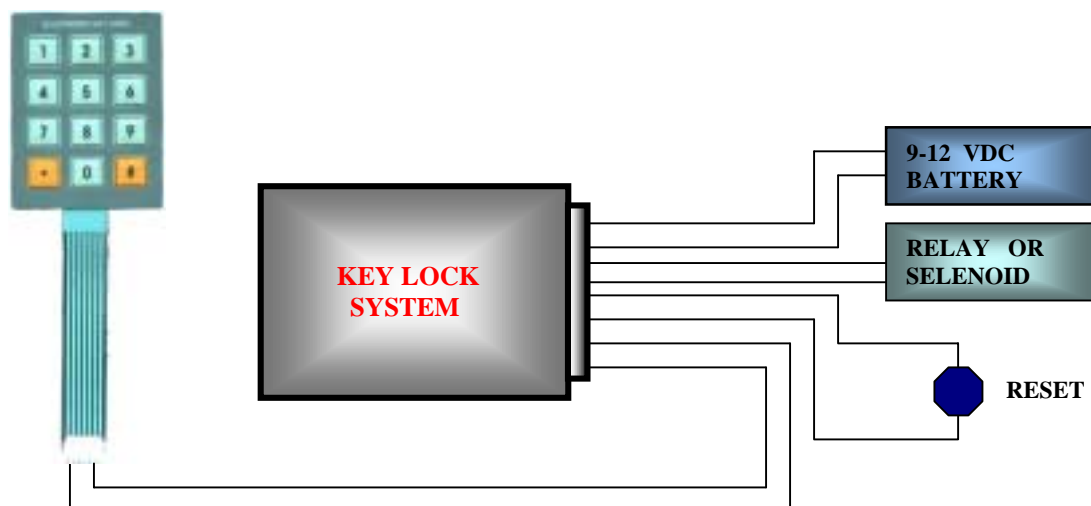 1 2 3
4 5 6
7 8 9
0 #
KEY LOCK
SYSTEM
9-12 VDC
BATTERY
RELAY OR
SELENOID
RESET